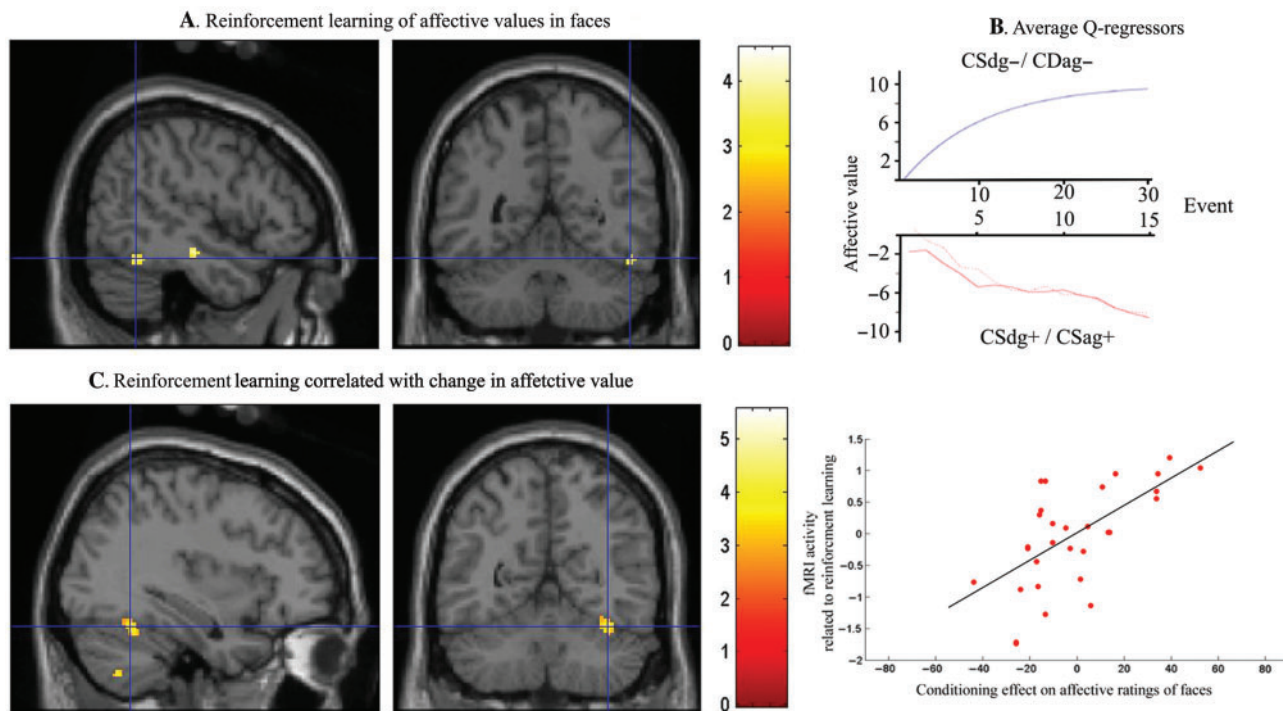 A. Reinforcement learning of affective values in faces
4
3
2
1
0
B. Average Q-regressors
CSdg–/ CDag–
10
6
2
Affective value
10 20 30
5 10 15
Event
–2
–6
–10
CSdg+ / CSag+
C. Reinforcement learning correlated with change in affetctive value
5
4
3
2
1
0
fMRI activity
related to reinforcment learning
1.5
1
0.5
0
-0.5
-1
-1.5
-2
−80 −60 −40 −20 0 20 40 60 80
Conditioning effect on affective ratings of faces